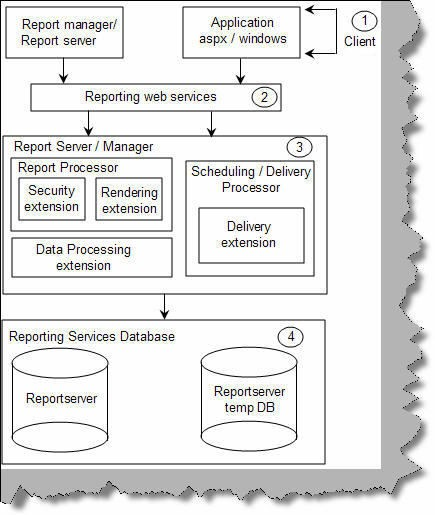 Report manager/
Report server
Application
aspx / windows
1
Client
Reporting web services
2
Report Server / Manager
3
Report Processor
Security
extension
Rendering
extension
Data Processing
extension
Scheduling / Delivery
Processor
Delivery
extension
Reporting Services Database
4
Reportserver
Reportserver
temp DB